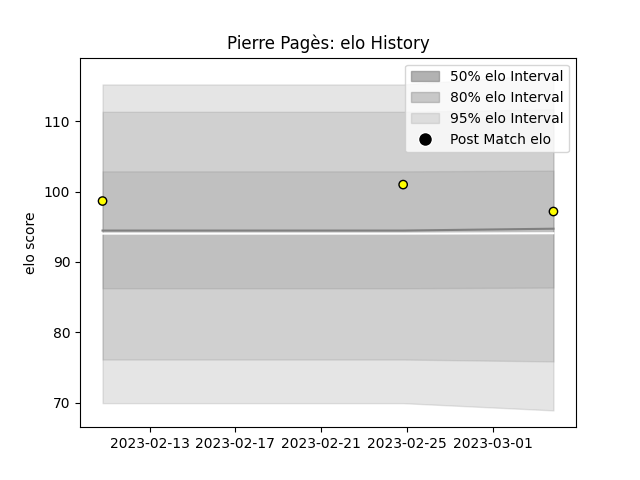 Pierre Pagès: elo History
50% elo Interval
80% elo Interval
95% elo Interval
Post Match elo
elo score
110
100
90
80
70
2023-02-13 2023-02-17 2023-02-21 2023-02-25 2023-03-01